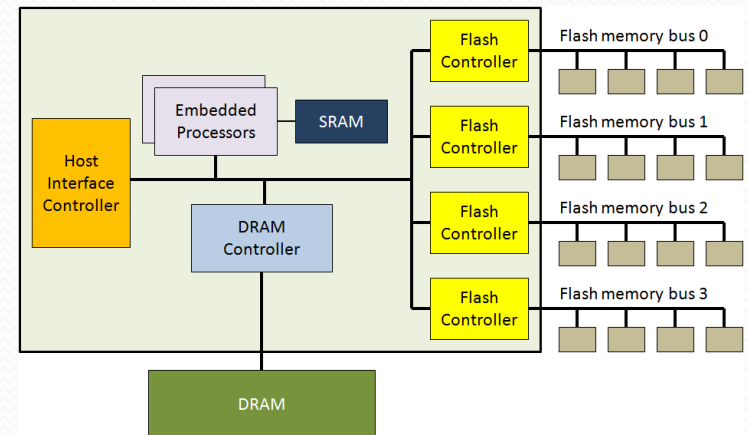 Flash
Controller
Flash memory bus 0
Embedded
Processors
SRAM
Flash
Controller
Flash memory bus 1
Host
Interface
Controller
DRAM
Controller
Flash
Controller
Flash memory bus 2
Flash
Controller
Flash memory bus 3
DRAM